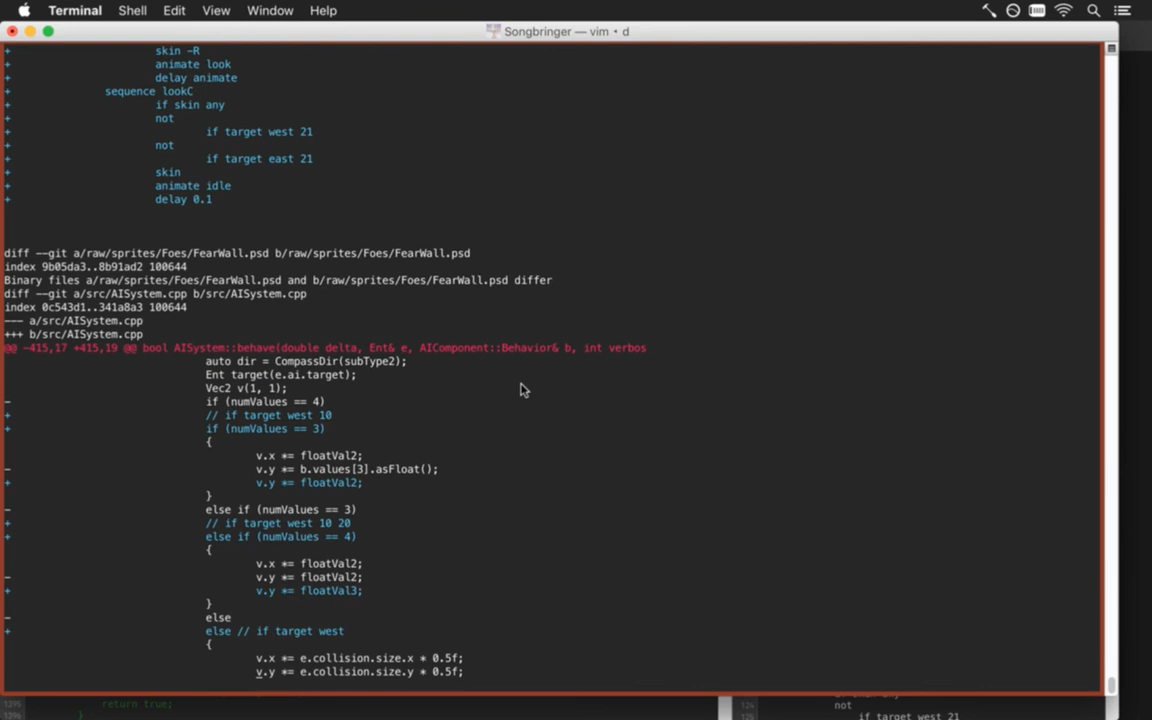 Terminal Shell Edit View Window Help
Songbringer — vim • d
+ skin -R
+ animate look
+ delay animate
+ sequence lookC
+ if skin any
+ not
+ if target west 21
+ not
+ if target east 21
+ skin
+ animate idle
+ delay 0.1
diff --git a/raw/sprites/Foes/FearWall.psd b/raw/sprites/Foes/FearWall.psd
index 9b05da3..8b91ad2 100644
Binary files a/raw/sprites/Foes/FearWall.psd and b/raw/sprites/Foes/FearWall.psd differ
diff --git a/src/AISystem.cpp b/src/AISystem.cpp
index 0c543d1..341a8a3 100644
--- a/src/AISystem.cpp
+++ b/src/AISystem.cpp
@@ -415,17 +415,19 @@ bool AISystem::behave(double delta, Ent& e, AIComponent::Behavior& b, int verbos
auto dir = CompassDir(subType2);
Ent target(e.ai.target);
Vec2 v(1, 1);
- if (numValues == 4)
+ // if target west 10
+ if (numValues == 3)
{
v.x *= floatVal2;
- v.y *= b.values[3].asFloat();
+ v.y *= floatVal2;
}
- else if (numValues == 3)
+ // if target west 10 20
+ else if (numValues == 4)
{
v.x *= floatVal2;
- v.y *= floatVal2;
+ v.y *= floatVal3;
}
- else
+ else // if target west
{
v.x *= e.collision.size.x * 0.5f;
v.y *= e.collision.size.y * 0.5f;
1295 return true;
1296 }
124 not
125 if target west 21